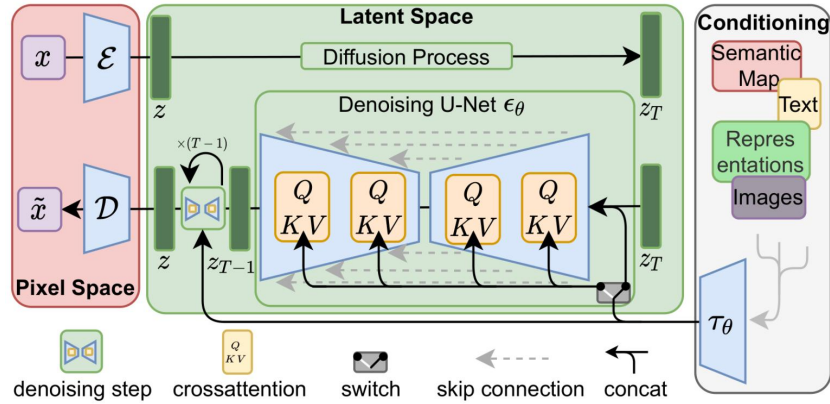 Latent Space
Conditioning
x
ℰ
z
Diffusion Process
z_T
Semantic
Map
Text
Repres
entations
Images
Denoising U-Net ϵ_θ
×(T−1)
Q
KV
Q
KV
Q
KV
Q
KV
x̃
𝒟
z
z_{T−1}
z_T
Pixel Space
τ_θ
Q
KV
denoising step
crossattention
switch
skip connection
concat